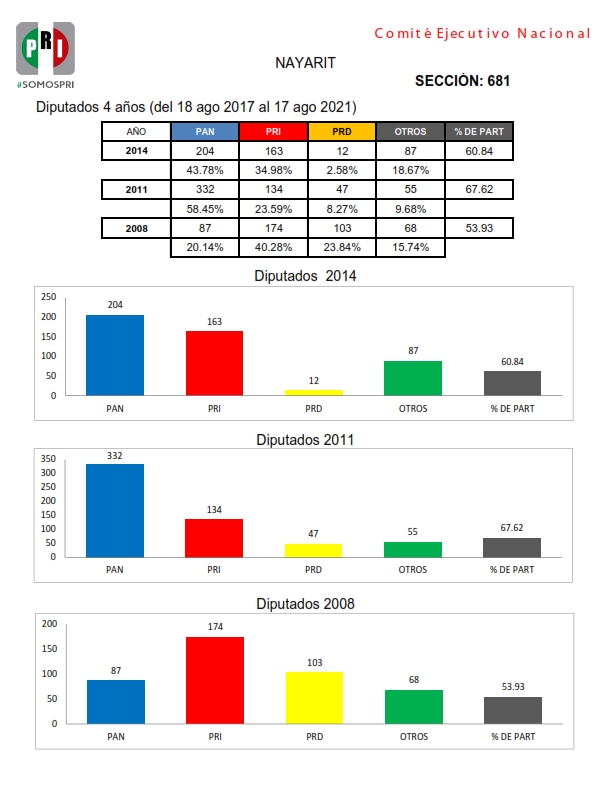 PRI
#SOMOSPRI
Comité Ejecutivo Nacional
NAYARIT
SECCIÓN: 681
Diputados 4 años (del 18 ago 2017 al 17 ago 2021)
AÑO PAN PRI PRD OTROS % DE PART
2014 204 163 12 87 60.84
43.78% 34.98% 2.58% 18.67%
2011 332 134 47 55 67.62
58.45% 23.59% 8.27% 9.68%
2008 87 174 103 68 53.93
20.14% 40.28% 23.84% 15.74%
Diputados 2014
250
200
150
100
50
0
204 163 12 87 60.84
PAN PRI PRD OTROS % DE PART
Diputados 2011
350
300
250
200
150
100
50
0
332 134 47 55 67.62
PAN PRI PRD OTROS % DE PART
Diputados 2008
200
150
100
50
0
87 174 103 68 53.93
PAN PRI PRD OTROS % DE PART